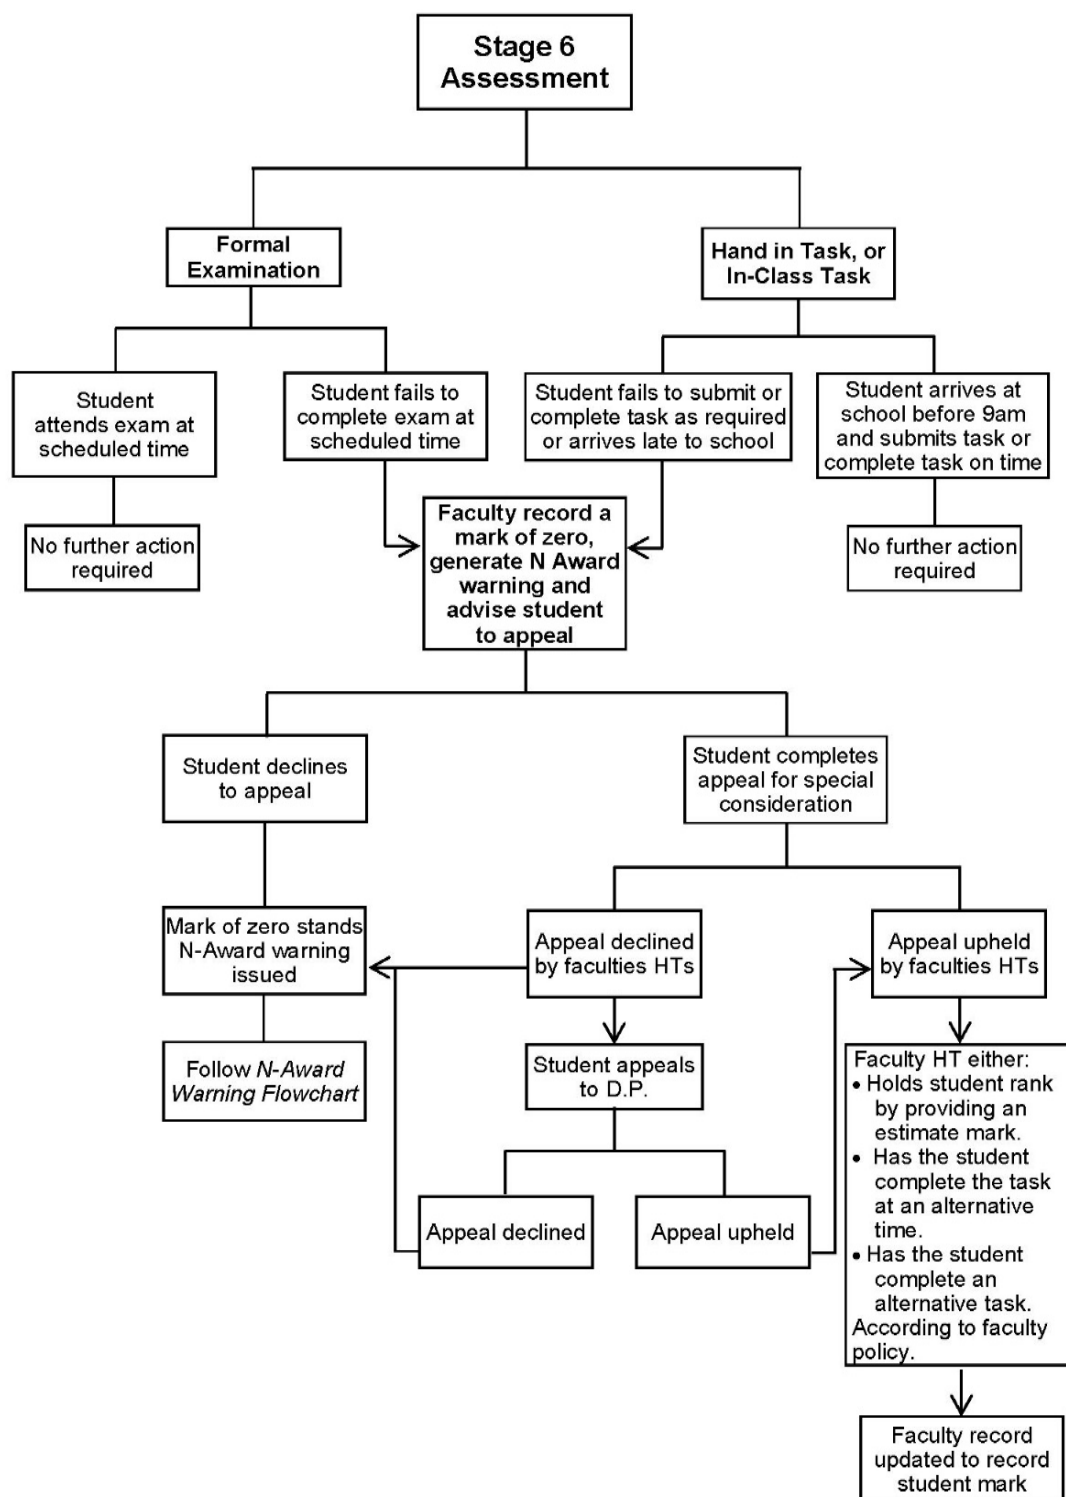 Stage 6
Assessment
Formal
Examination
Hand in Task, or
In-Class Task
Student
attends exam at
scheduled time
Student fails to
complete exam at
scheduled time
Student fails to submit or
complete task as required
or arrives late to school
Student arrives at
school before 9am
and submits task or
complete task on time
No further action
required
Faculty record a
mark of zero,
generate N Award
warning and
advise student
to appeal
No further action
required
Student declines
to appeal
Student completes
appeal for special
consideration
Mark of zero stands
N-Award warning
issued
Appeal declined
by faculties HTs
Appeal upheld
by faculties HTs
Follow N-Award
Warning Flowchart
Student appeals
to D.P.
Faculty HT either:
• Holds student rank
by providing an
estimate mark.
• Has the student
complete the task
at an alternative
time.
• Has the student
complete an
alternative task.
According to faculty
policy.
Appeal declined
Appeal upheld
Faculty record
updated to record
student mark